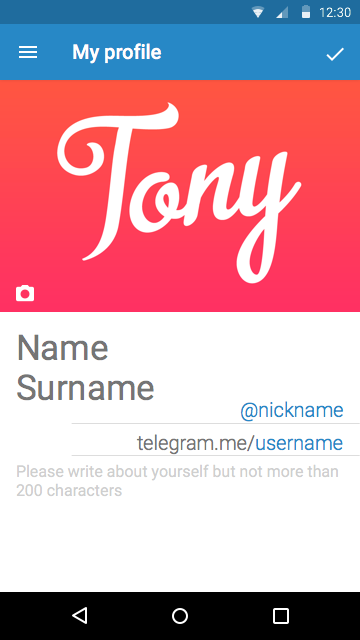 12:30
My profile
Tony
Name
Surname
@nickname
telegram.me/username
Please write about yourself but not more than
200 characters